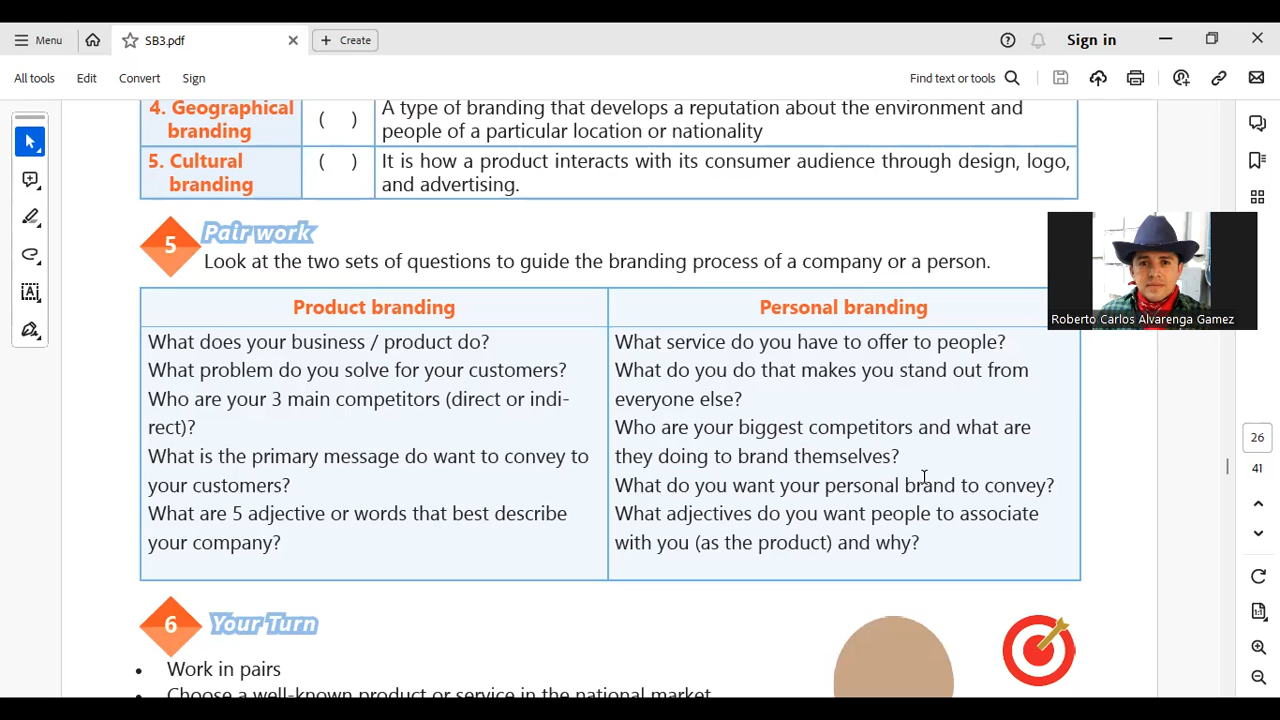 Menu
SB3.pdf
Create
Sign in
All tools
Edit
Convert
Sign
Find text or tools
4. Geographical branding
( )
A type of branding that develops a reputation about the environment and
people of a particular location or nationality
5. Cultural branding
( )
It is how a product interacts with its consumer audience through design, logo,
and advertising.
5
Pair work
Look at the two sets of questions to guide the branding process of a company or a person.
Roberto Carlos Alvarenga Gamez
Product branding
What does your business / product do?
What problem do you solve for your customers?
Who are your 3 main competitors (direct or indi-
rect)?
What is the primary message do want to convey to
your customers?
What are 5 adjective or words that best describe
your company?
Personal branding
What service do you have to offer to people?
What do you do that makes you stand out from
everyone else?
Who are your biggest competitors and what are
they doing to brand themselves?
What do you want your personal brand to convey?
What adjectives do you want people to associate
with you (as the product) and why?
26
41
6
Your Turn
• Work in pairs
• Choose a well-known product or service in the national market